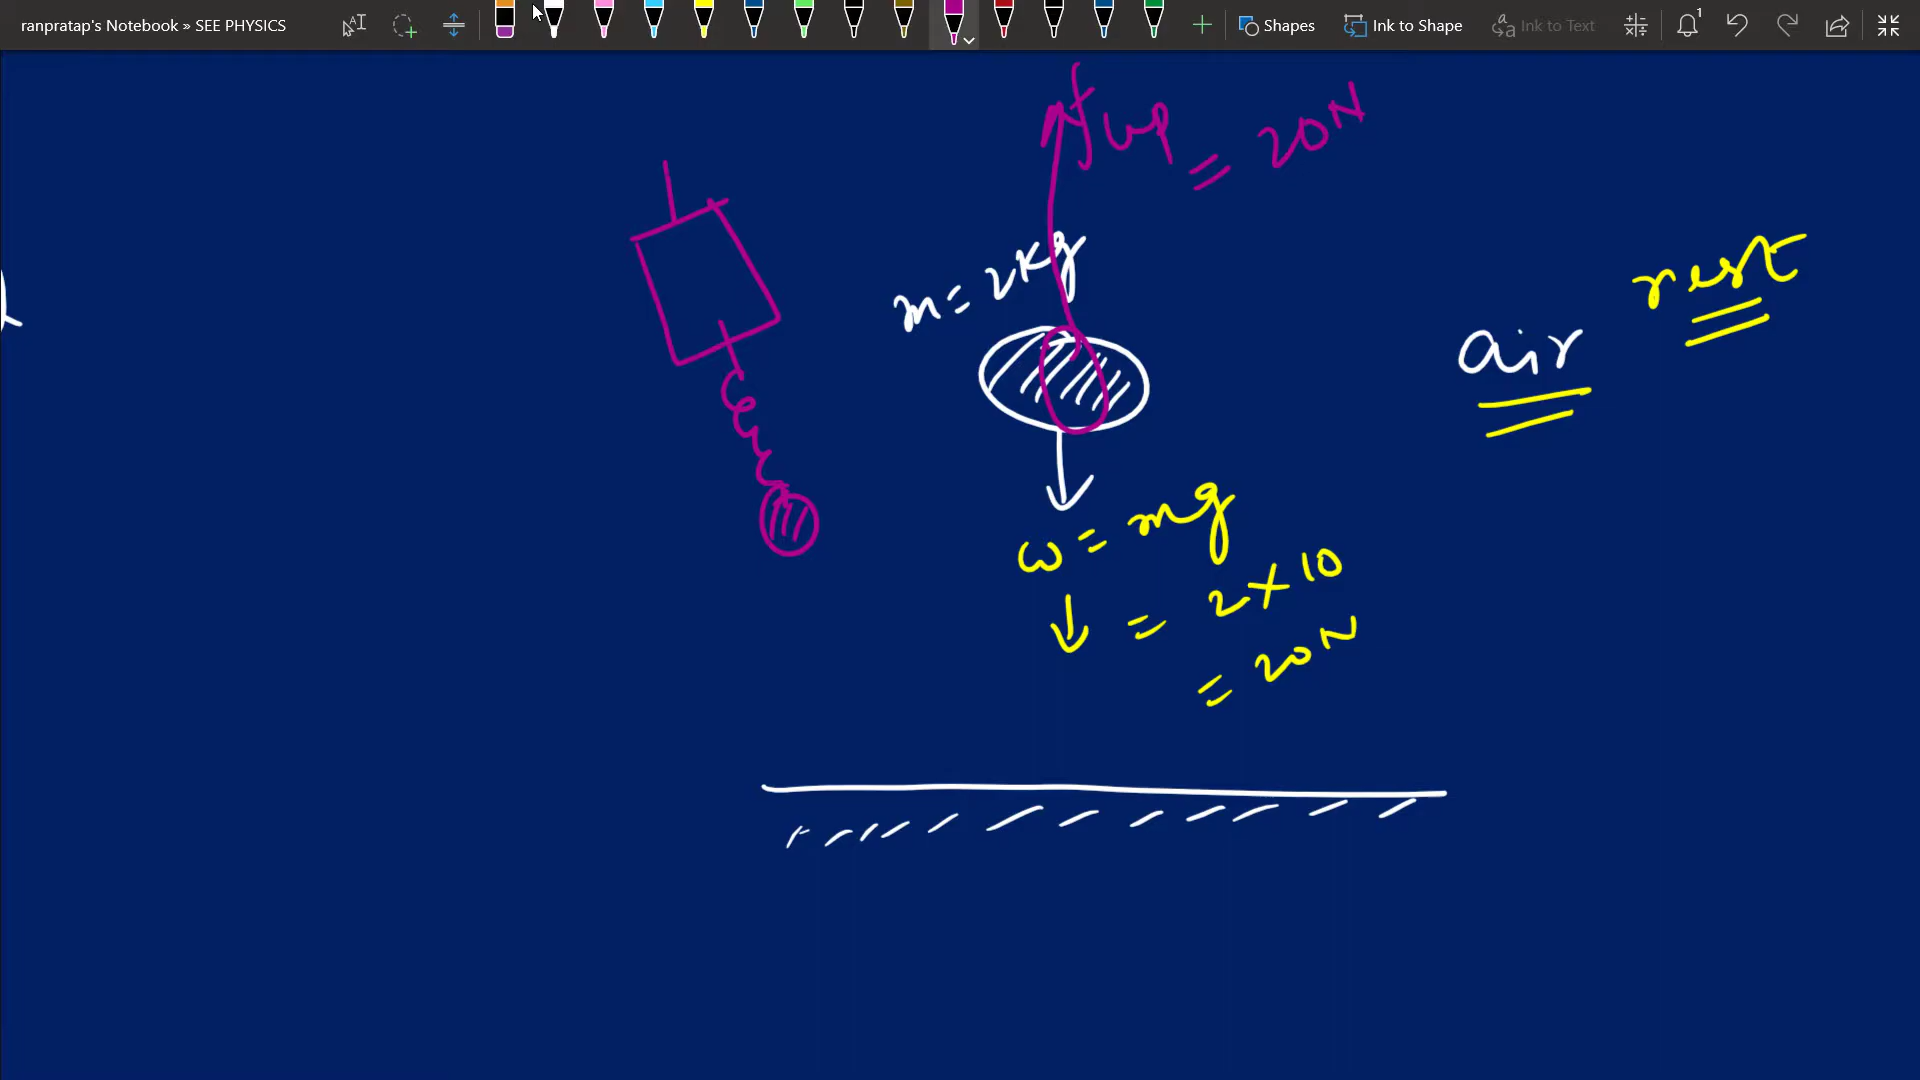 ranpratap's Notebook » SEE PHYSICS
Shapes
Ink to Shape
Ink to Text
1
fup = 20N
m = 2Kg
rest
air
ω = mg
= 2 × 10
= 20N